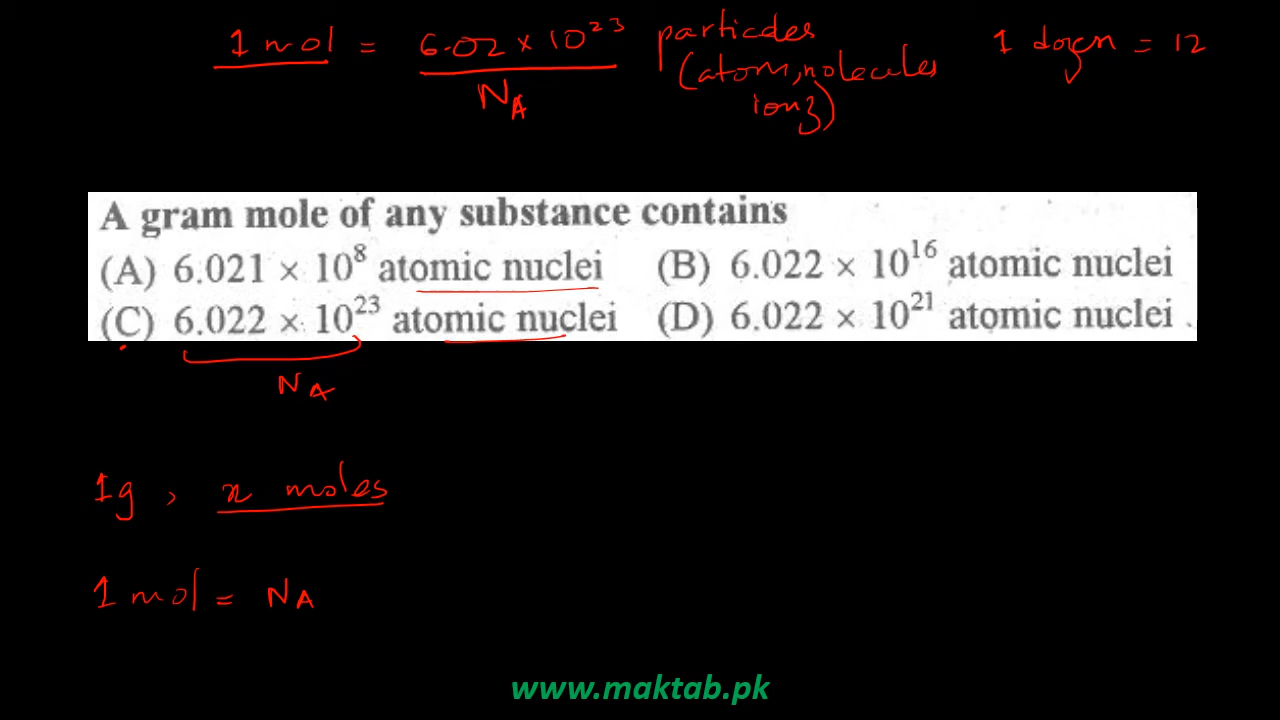 1 mol = 6.02 × 10²³ particles 1 dozen = 12
N_A (atom, molecules
ions)
A gram mole of any substance contains
(A) 6.021 × 10⁸ atomic nuclei (B) 6.022 × 10¹⁶ atomic nuclei
(C) 6.022 × 10²³ atomic nuclei (D) 6.022 × 10²¹ atomic nuclei
N_A
1g , x moles
1 mol = N_A
www.maktab.pk